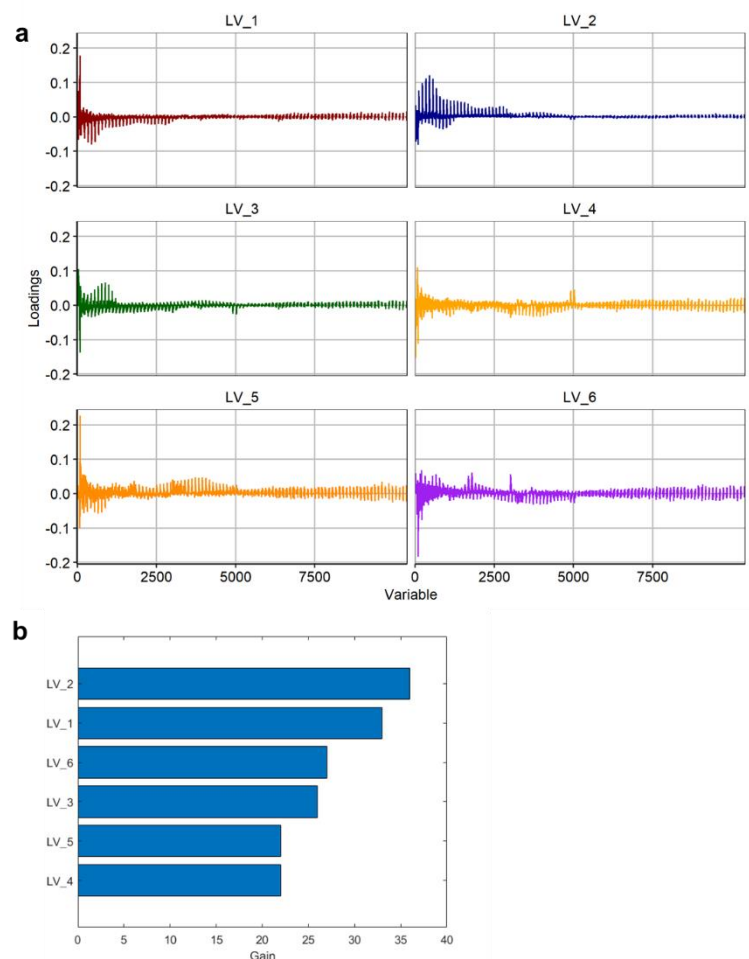 a
LV_1
LV_2
0.2
0.1
0.0
-0.1
-0.2
LV_3
LV_4
0.2
0.1
0.0
-0.1
-0.2
Loadings
LV_5
LV_6
0.2
0.1
0.0
-0.1
-0.2
0 2500 5000 7500 0 2500 5000 7500
Variable
b
LV_2
LV_1
LV_6
LV_3
LV_5
LV_4
0 5 10 15 20 25 30 35 40
Gain